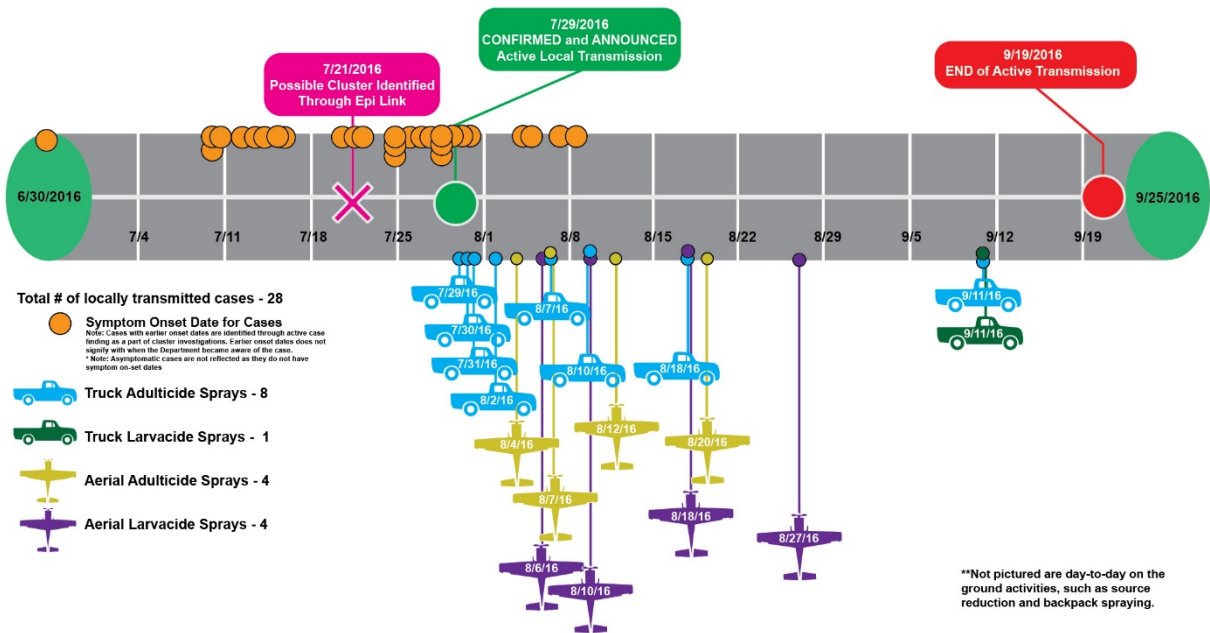 7/21/2016
Possible Cluster Identified
Through Epi Link
7/29/2016
CONFIRMED and ANNOUNCED
Active Local Transmission
9/19/2016
END of Active Transmission
6/30/2016
9/25/2016
7/4
7/11
7/18
7/25
8/1
8/8
8/15
8/22
8/29
9/5
9/12
9/19
Total # of locally transmitted cases - 28
Symptom Onset Date for Cases
Note: Cases with earlier onset dates are identified through active case
finding as a part of cluster investigations. Earlier onset dates does not
signify with when the Department became aware of the case.
* Note: Asymptomatic cases are not reflected as they do not have
symptom on-set dates
Truck Adulticide Sprays - 8
Truck Larvacide Sprays - 1
Aerial Adulticide Sprays - 4
Aerial Larvacide Sprays - 4
7/29/16
7/30/16
7/31/16
8/2/16
8/7/16
8/10/16
8/18/16
9/11/16
9/11/16
8/4/16
8/7/16
8/12/16
8/20/16
8/6/16
8/10/16
8/18/16
8/27/16
**Not pictured are day-to-day on the
ground activities, such as source
reduction and backpack spraying.